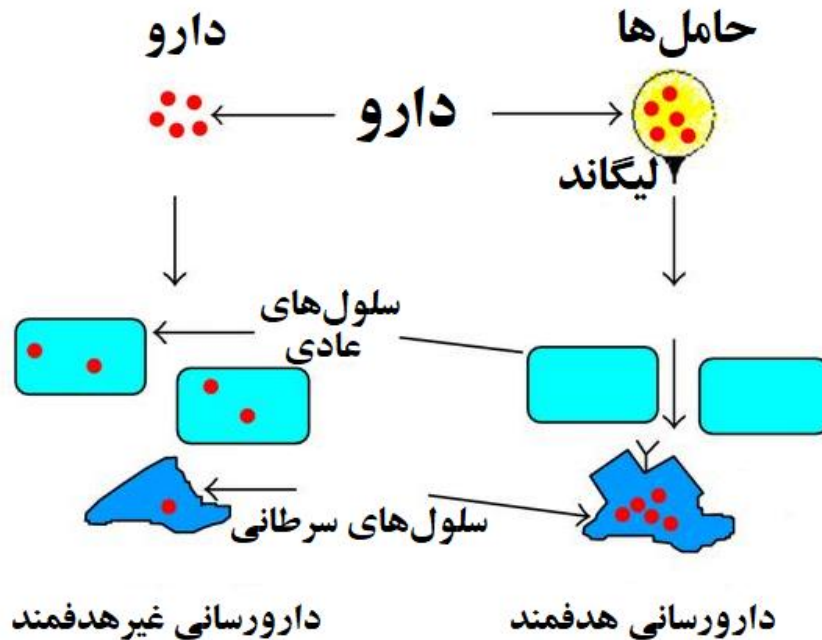 حامل‌ها
دارو
دارو
لیگاند
سلول‌های
عادی
سلول‌های سرطانی
دارورسانی هدفمند
دارورسانی غیرهدفمند